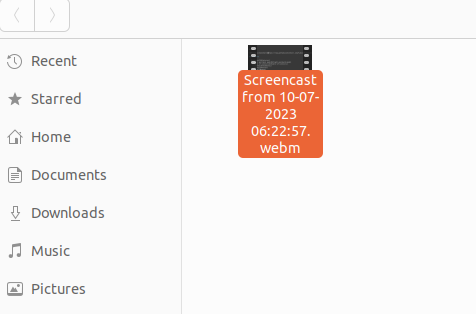 Recent
Starred
Home
Documents
Downloads
Music
Pictures
Screencast
from 10-07-
2023
06:22:57.
webm